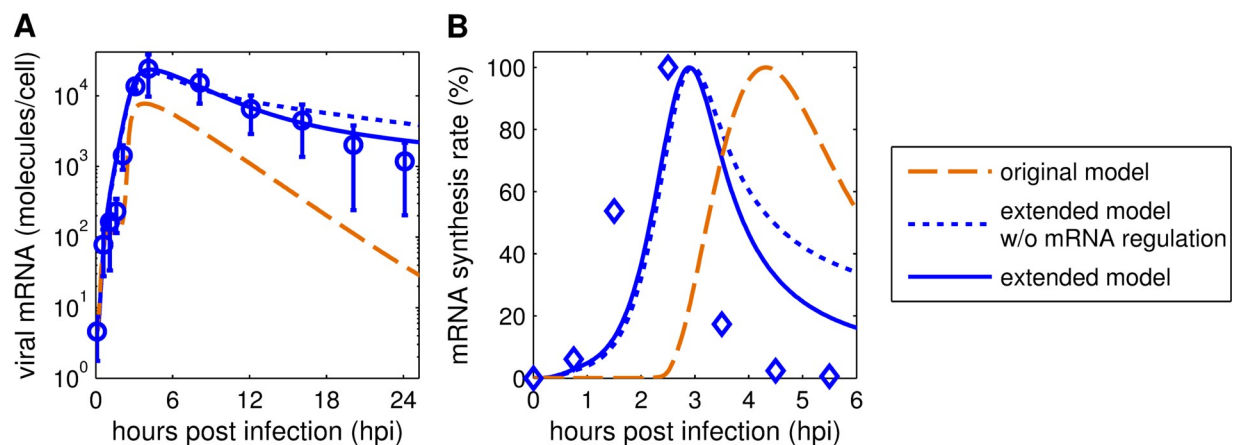 A
viral mRNA (molecules/cell)
10^4
10^3
10^2
10^1
10^0
0 6 12 18 24
hours post infection (hpi)
B
mRNA synthesis rate (%)
100
80
60
40
20
0
0 1 2 3 4 5 6
hours post infection (hpi)
original model
extended model
w/o mRNA regulation
extended model